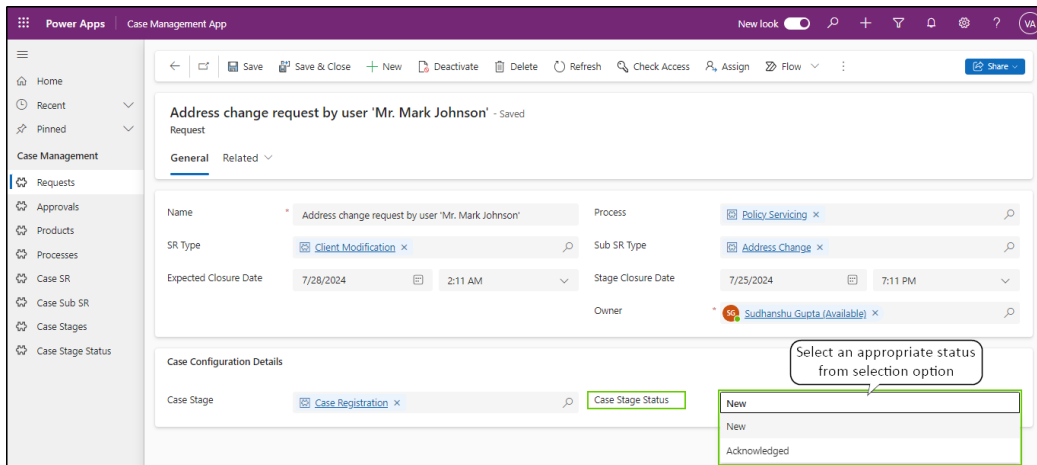 Power Apps Case Management App New look VA
Save Save & Close New Deactivate Delete Refresh Check Access Assign Flow Share
Home
Recent
Pinned
Case Management
Requests
Approvals
Products
Processes
Case SR
Case Sub SR
Case Stages
Case Stage Status
Address change request by user 'Mr. Mark Johnson' - Saved
Request
General Related
Name * Address change request by user 'Mr. Mark Johnson' Process Policy Servicing
SR Type Client Modification Sub SR Type Address Change
Expected Closure Date 7/28/2024 2:11 AM Stage Closure Date 7/25/2024 7:11 PM
Owner * SG Sudhanshu Gupta (Available)
Case Configuration Details
Select an appropriate status
from selection option
Case Stage Case Registration Case Stage Status New
New
Acknowledged